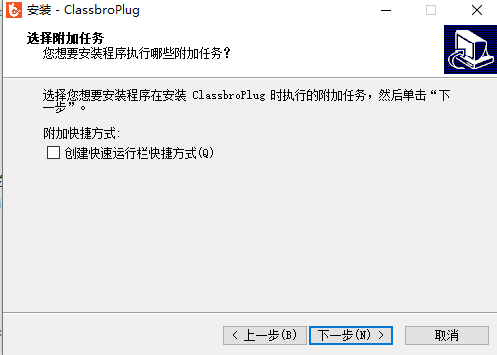 安装 - ClassbroPlug
选择附加任务
您想要安装程序执行哪些附加任务？
选择您想要安装程序在安装 ClassbroPlug 时执行的附加任务，然后单击“下
一步”。
附加快捷方式:
创建快速运行栏快捷方式(Q)
< 上一步(B)
下一步(N) >
取消